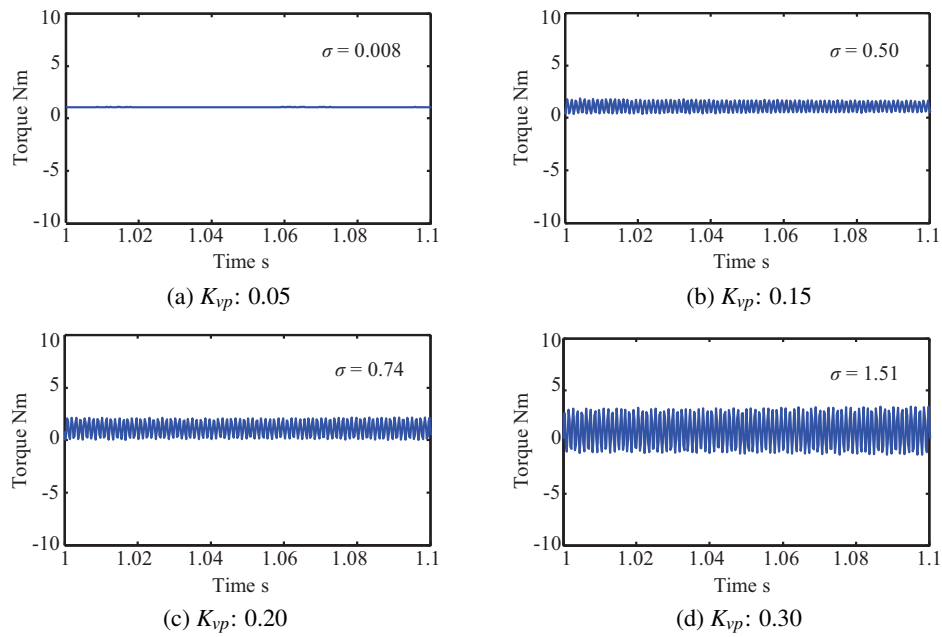 10
5
0
-5
-10
Torque Nm
σ = 0.008
1 1.02 1.04 1.06 1.08 1.1
Time s
(a) Kvp: 0.05
10
5
0
-5
-10
Torque Nm
σ = 0.50
1 1.02 1.04 1.06 1.08 1.1
Time s
(b) Kvp: 0.15
10
5
0
-5
-10
Torque Nm
σ = 0.74
1 1.02 1.04 1.06 1.08 1.1
Time s
(c) Kvp: 0.20
10
5
0
-5
-10
Torque Nm
σ = 1.51
1 1.02 1.04 1.06 1.08 1.1
Time s
(d) Kvp: 0.30